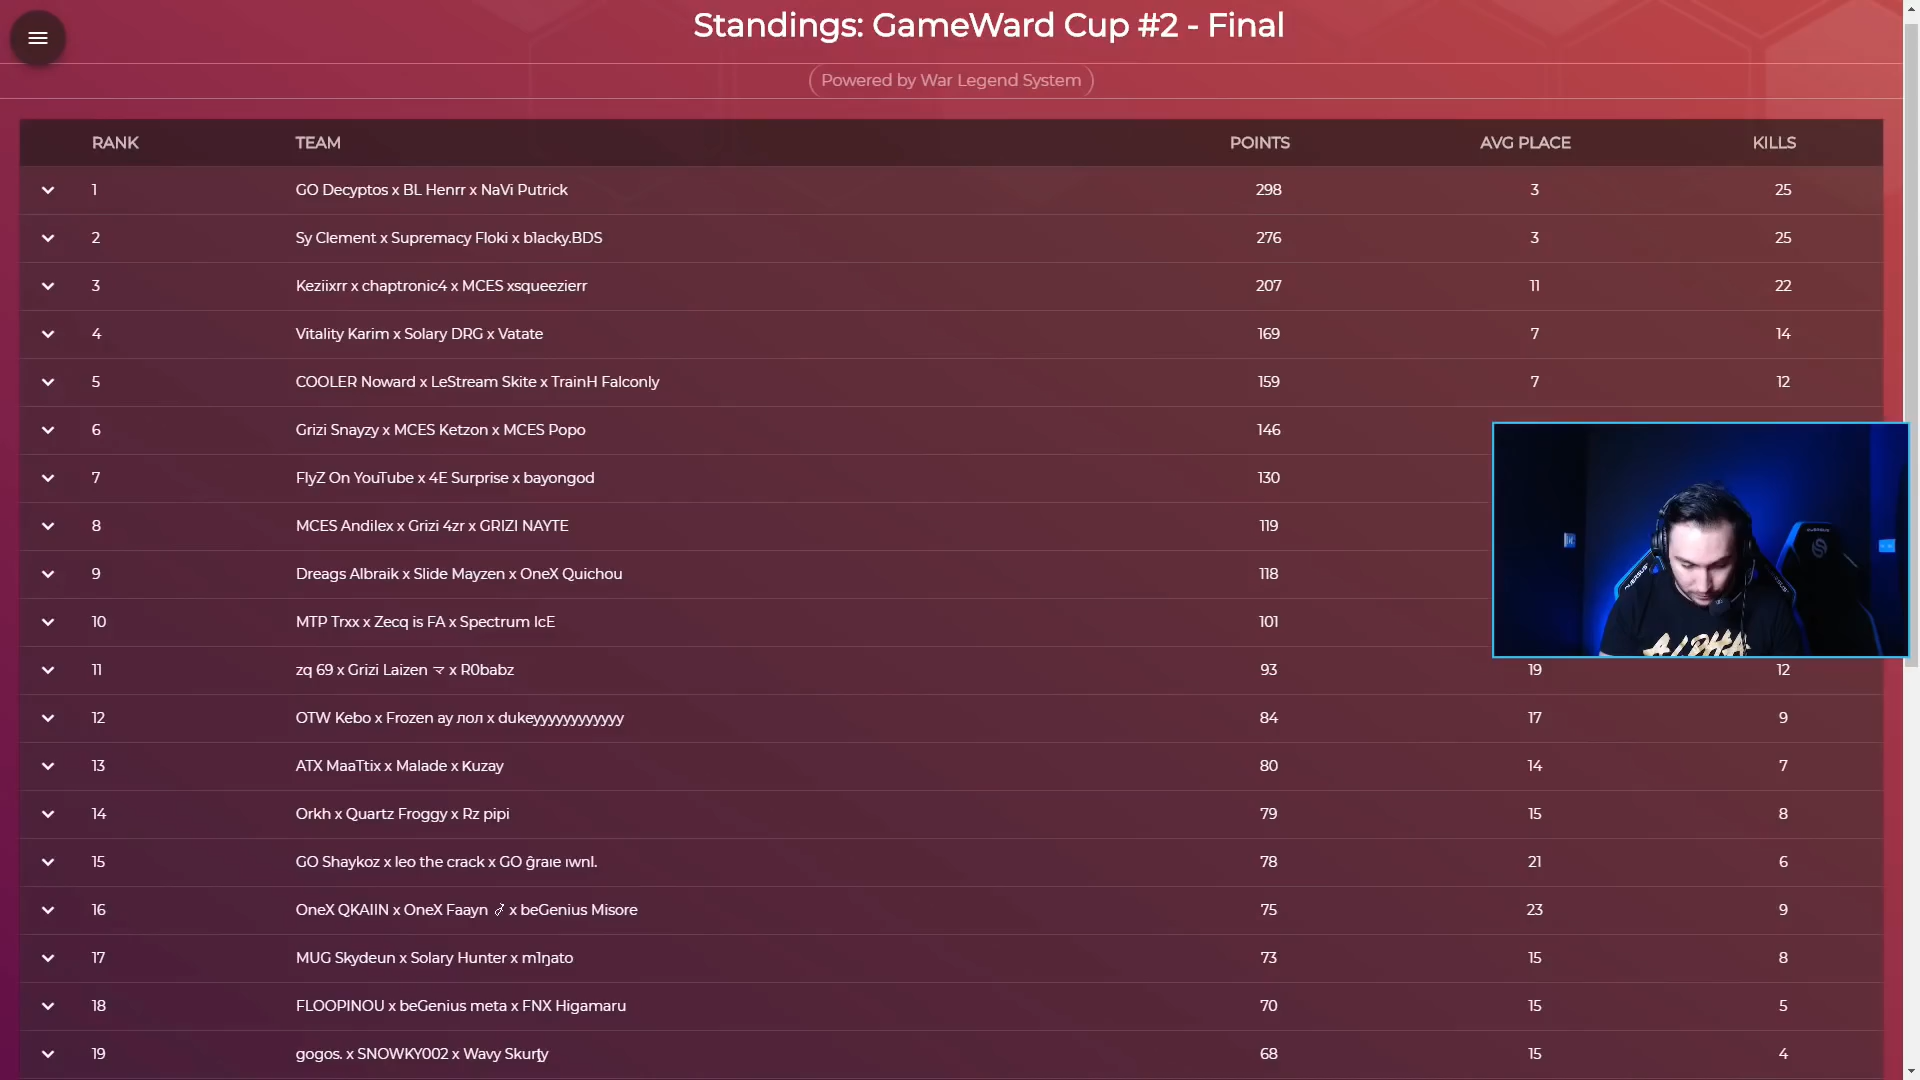 Standings: GameWard Cup #2 - Final
Powered by War Legend System
RANK TEAM POINTS AVG PLACE KILLS
1 GO Decyptos x BL Henrr x NaVi Putrick 298 3 25
2 Sy Clement x Supremacy Floki x b1acky.BDS 276 3 25
3 Keziixrr x chaptronic4 x MCES xsqueezierr 207 11 22
4 Vitality Karim x Solary DRG x Vatate 169 7 14
5 COOLER Noward x LeStream Skite x TrainH Falconly 159 7 12
6 Grizi Snayzy x MCES Ketzon x MCES Popo 146
7 FlyZ On YouTube x 4E Surprise x bayongod 130
8 MCES Andilex x Grizi 4zr x GRIZI NAYTE 119
9 Dreags Albraik x Slide Mayzen x OneX Quichou 118
10 MTP Trxx x Zecq is FA x Spectrum IcE 101
11 zq 69 x Grizi Laizen マ x R0babz 93 19 12
12 OTW Kebo x Frozen ay лол x dukeyyyyyyyyyyyy 84 17 9
13 ATX MaaTtix x Malade x Kuzay 80 14 7
14 Orkh x Quartz Froggy x Rz pipi 79 15 8
15 GO Shaykoz x leo the crack x GO ĝraıe ıwnl. 78 21 6
16 OneX QKAIIN x OneX Faayn x beGenius Misore 75 23 9
17 MUG Skydeun x Solary Hunter x m1ŋato 73 15 8
18 FLOOPINOU x beGenius meta x FNX Higamaru 70 15 5
19 gogos. x SNOWKY002 x Wavy Skurƫy 68 15 4
ALPHA